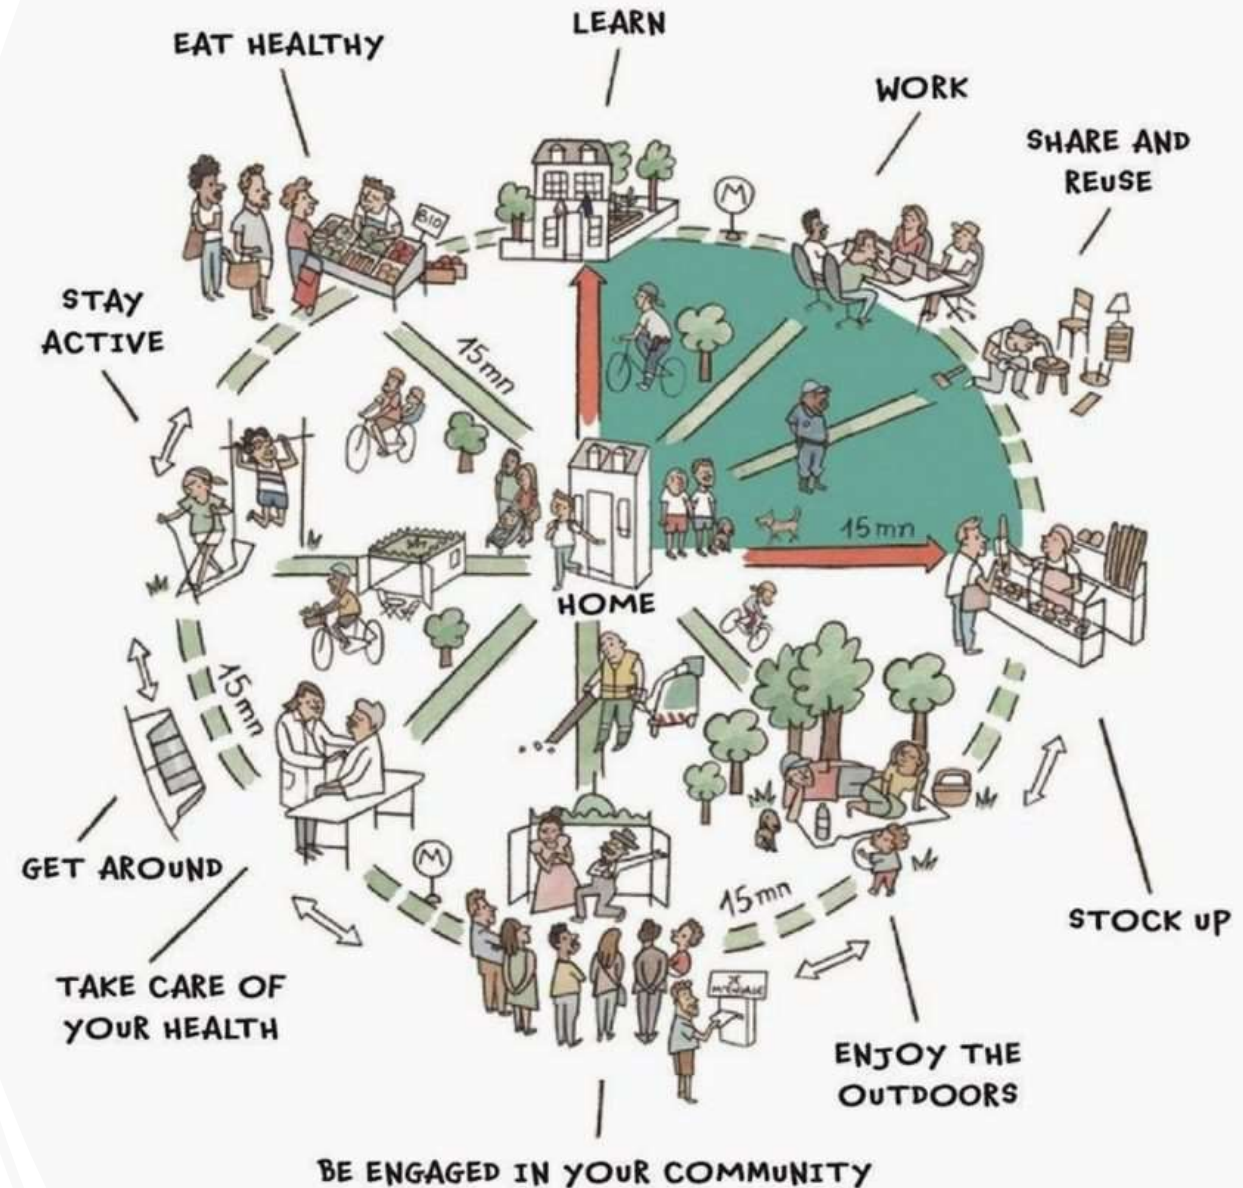 LEARN
EAT HEALTHY
WORK
SHARE AND
REUSE
BIO
M
STAY
ACTIVE
15mn
15mn
HOME
15mn
GET AROUND
M
15mn
STOCK UP
TAKE CARE OF
YOUR HEALTH
JE
ENJOY THE
OUTDOORS
BE ENGAGED IN YOUR COMMUNITY